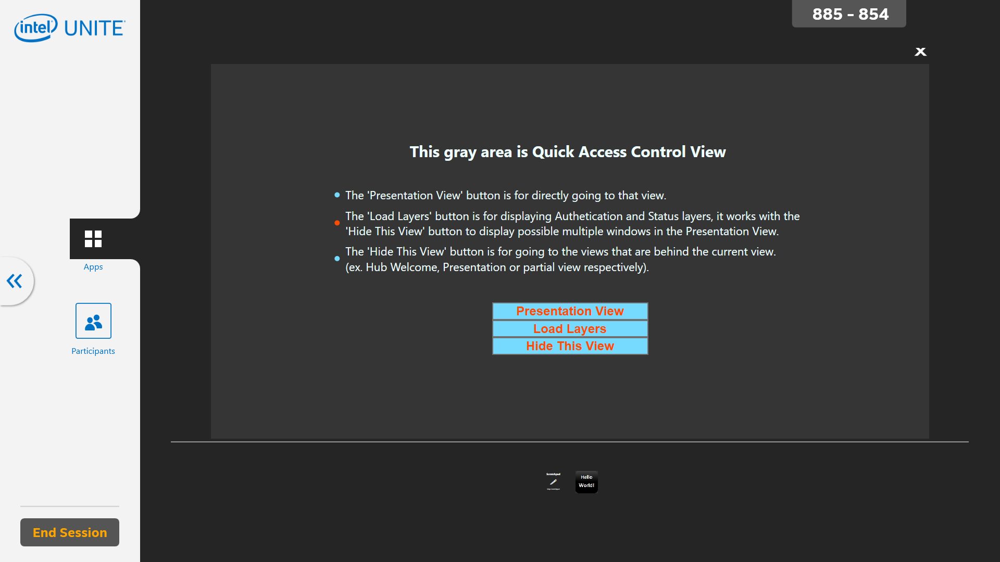 intel UNITE
885 - 854
X
This gray area is Quick Access Control View
The 'Presentation View' button is for directly going to that view.
The 'Load Layers' button is for displaying Authetication and Status layers, it works with the
'Hide This View' button to display possible multiple windows in the Presentation View.
The 'Hide This View' button is for going to the views that are behind the current view.
(ex. Hub Welcome, Presentation or partial view respectively).
Presentation View
Load Layers
Hide This View
Apps
Participants
Scratchpad
Hello
World!
End Session